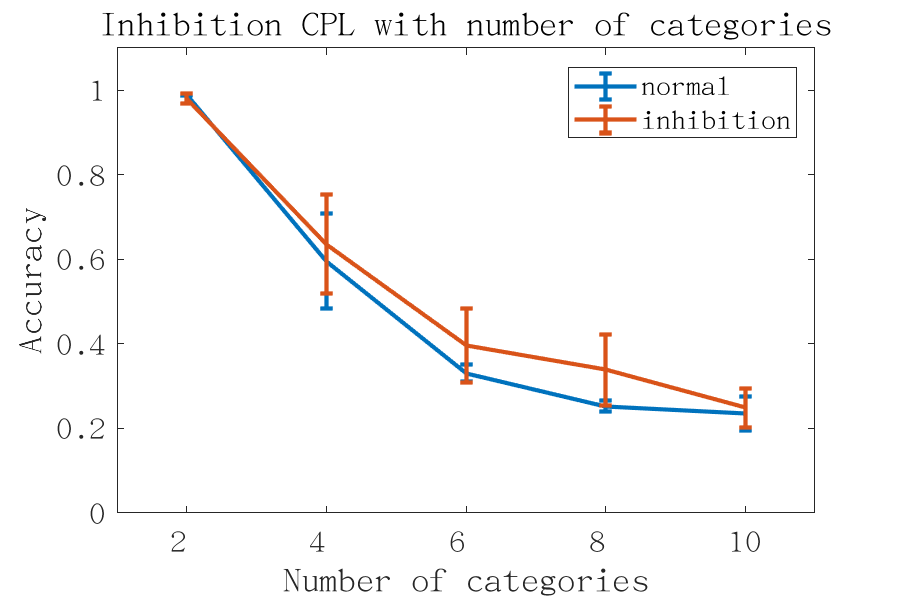 Inhibition CPL with number of categories
normal
inhibition
1
0.8
0.6
0.4
0.2
0
Accuracy
2 4 6 8 10
Number of categories